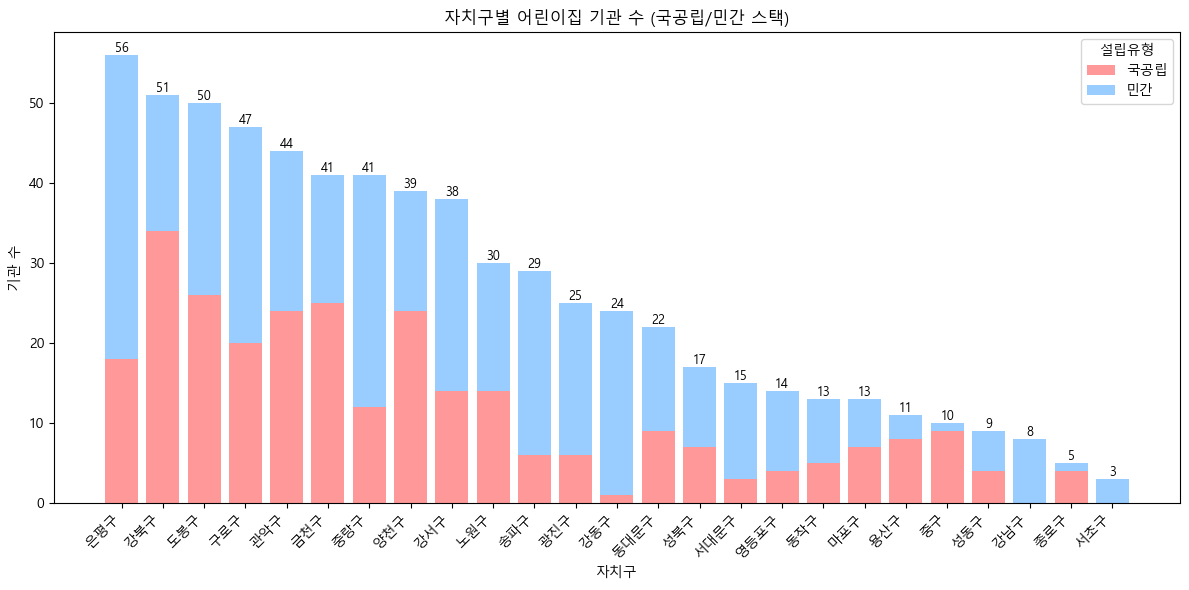 자치구별 어린이집 기관 수 (국공립/민간 스택)
설립유형
국공립
민간
기관 수
50
40
30
20
10
0
56
51
50
47
44
41
41
39
38
30
29
25
24
22
17
15
14
13
13
11
10
9
8
5
3
은평구
강북구
도봉구
구로구
관악구
금천구
중랑구
양천구
강서구
노원구
송파구
광진구
강동구
동대문구
성북구
서대문구
영등포구
동작구
마포구
용산구
중구
성동구
강남구
종로구
서초구
자치구